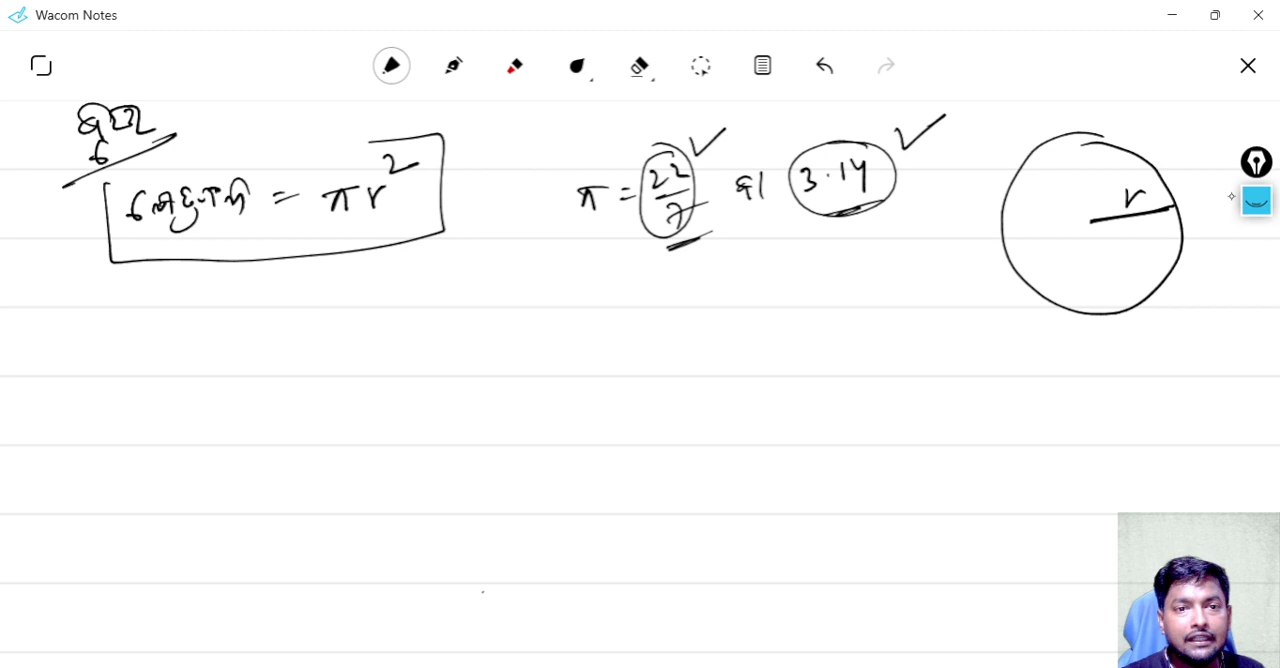 Wacom Notes
କ୍ଷେତ୍ରଫଳ = πr²
π = 22/7 ବା 3.14
r